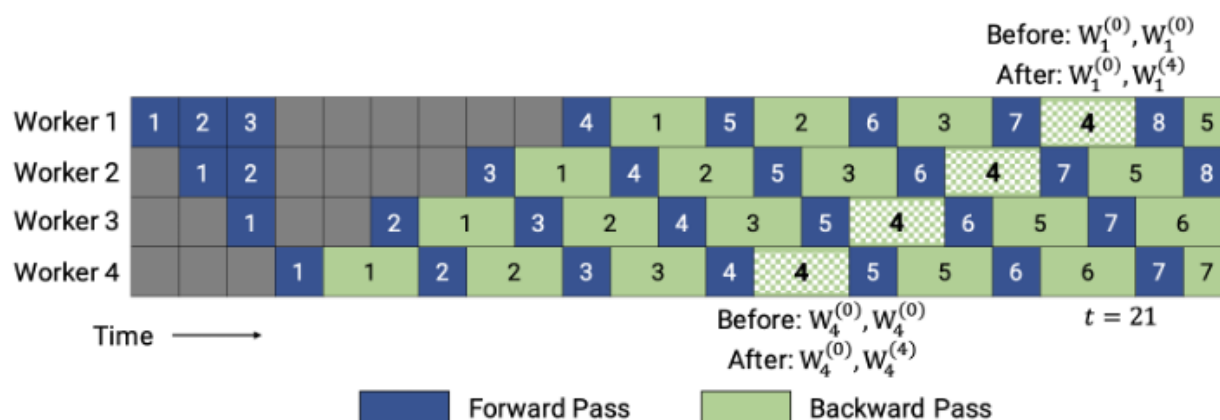 Before: W₁⁽⁰⁾, W₁⁽⁰⁾
After: W₁⁽⁰⁾, W₁⁽⁴⁾
Worker 1 1 2 3 4 1 5 2 6 3 7 4 8 5
Worker 2 1 2 3 1 4 2 5 3 6 4 7 5 8
Worker 3 1 2 1 3 2 4 3 5 4 6 5 7 6
Worker 4 1 1 2 2 3 3 4 4 5 5 6 6 7 7
Time
Before: W₄⁽⁰⁾, W₄⁽⁰⁾
After: W₄⁽⁰⁾, W₄⁽⁴⁾
t = 21
Forward Pass
Backward Pass